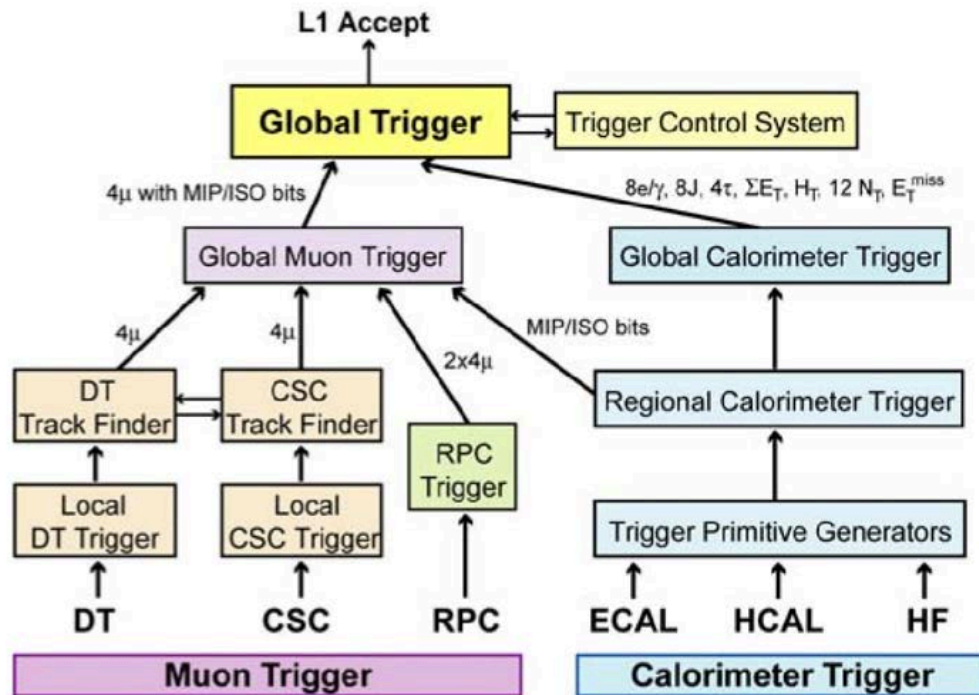 L1 Accept
Global Trigger
Trigger Control System
4μ with MIP/ISO bits
8e/γ, 8J, 4τ, ΣE_T, H_T, 12 N_T, E_T^miss
Global Muon Trigger
Global Calorimeter Trigger
4μ
4μ
2x4μ
MIP/ISO bits
DT
Track Finder
CSC
Track Finder
RPC
Trigger
Regional Calorimeter Trigger
Local
DT Trigger
Local
CSC Trigger
Trigger Primitive Generators
DT
CSC
RPC
ECAL
HCAL
HF
Muon Trigger
Calorimeter Trigger